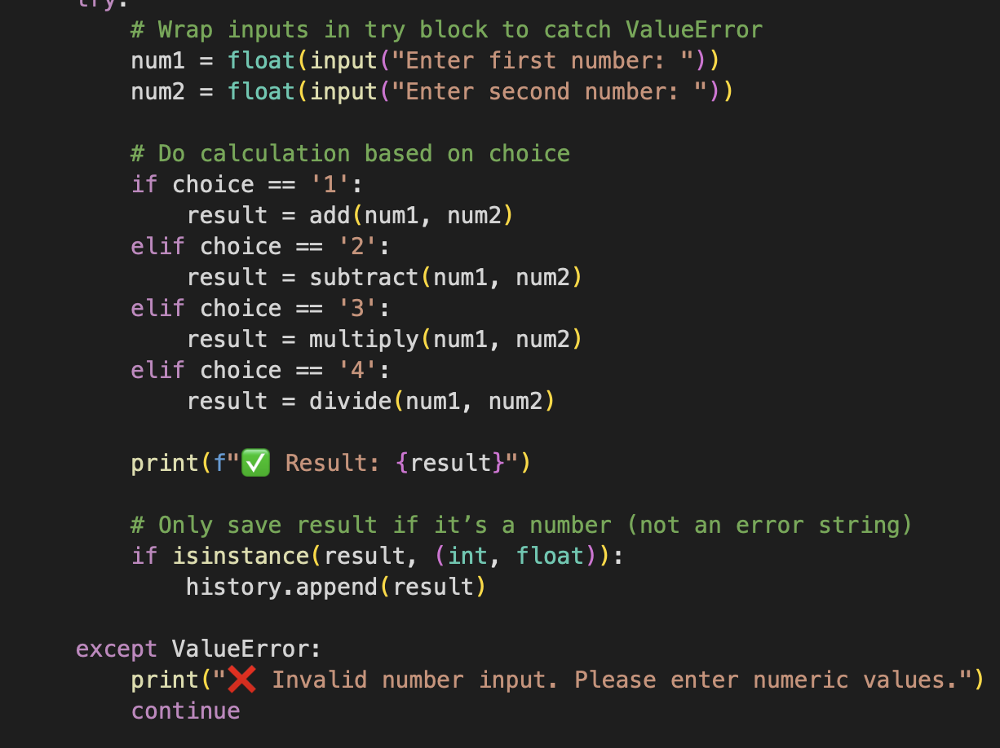 try:
# Wrap inputs in try block to catch ValueError
num1 = float(input("Enter first number: "))
num2 = float(input("Enter second number: "))
# Do calculation based on choice
if choice == '1':
result = add(num1, num2)
elif choice == '2':
result = subtract(num1, num2)
elif choice == '3':
result = multiply(num1, num2)
elif choice == '4':
result = divide(num1, num2)
print(f"✅ Result: {result}")
# Only save result if it’s a number (not an error string)
if isinstance(result, (int, float)):
history.append(result)
except ValueError:
print("❌ Invalid number input. Please enter numeric values.")
continue